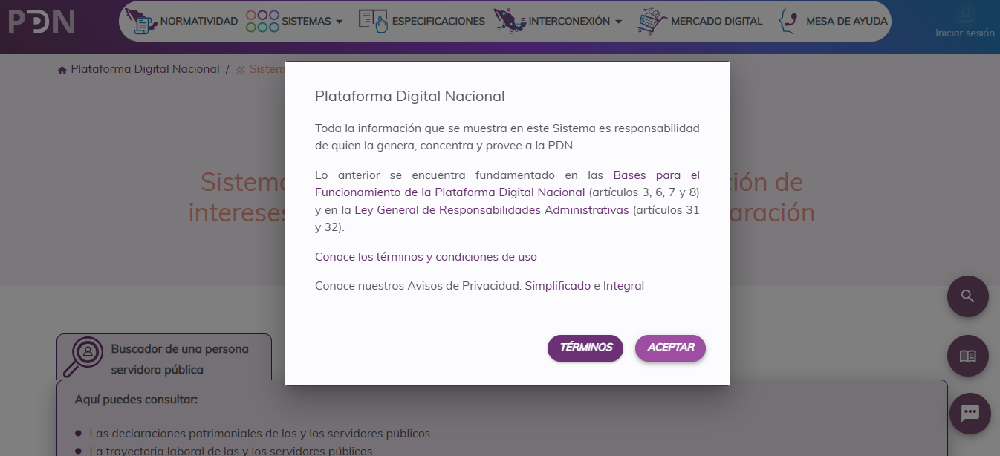 PDN
NORMATIVIDAD
SISTEMAS
ESPECIFICACIONES
INTERCONEXIÓN
MERCADO DIGITAL
MESA DE AYUDA
Iniciar sesión
Plataforma Digital Nacional / Sistem
Sistem ión de
intereses aración
Plataforma Digital Nacional
Toda la información que se muestra en este Sistema es responsabilidad
de quien la genera, concentra y provee a la PDN.
Lo anterior se encuentra fundamentado en las Bases para el
Funcionamiento de la Plataforma Digital Nacional (artículos 3, 6, 7 y 8)
y en la Ley General de Responsabilidades Administrativas (artículos 31
y 32).
Conoce los términos y condiciones de uso
Conoce nuestros Avisos de Privacidad: Simplificado e Integral
TÉRMINOS
ACEPTAR
Buscador de una persona
servidora pública
Aquí puedes consultar:
Las declaraciones patrimoniales de las y los servidores públicos.
La trayectoria laboral de las y los servidores públicos.